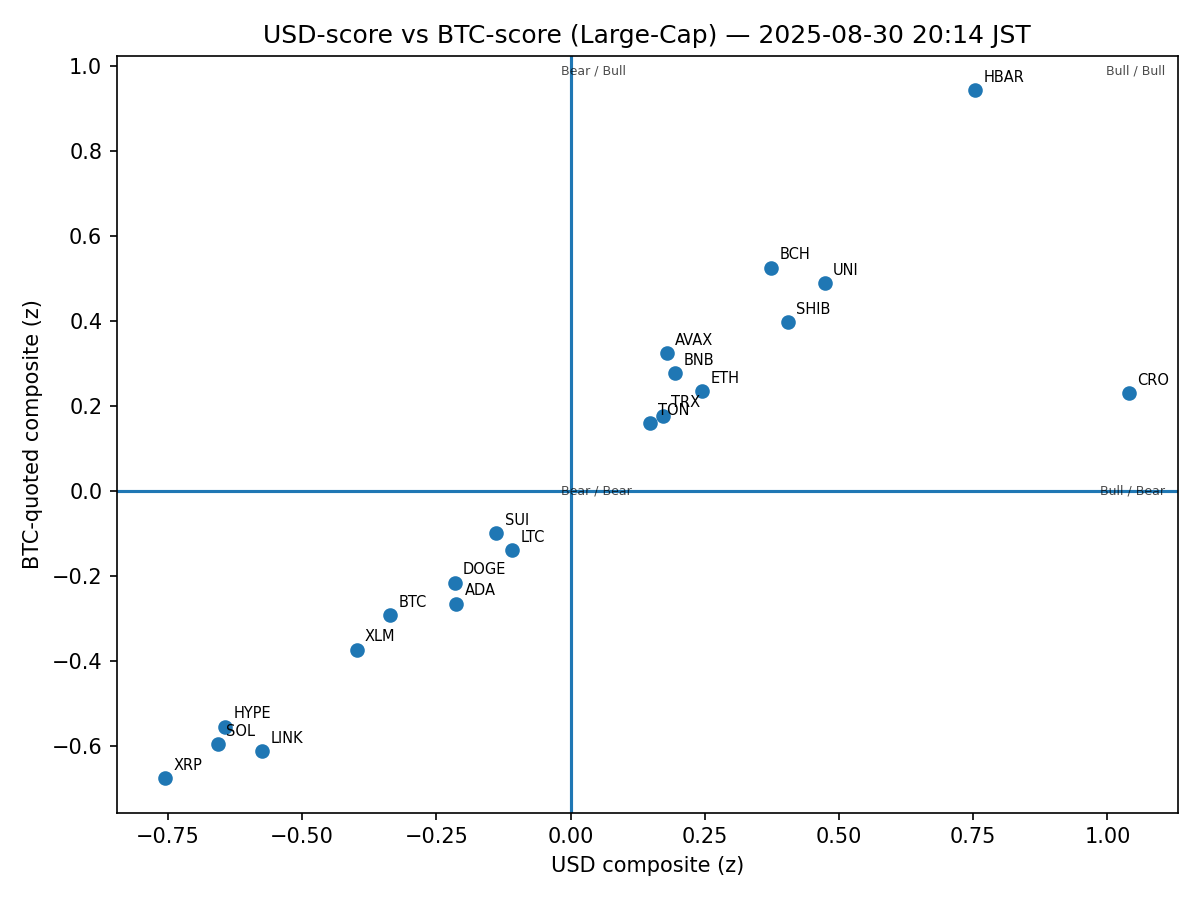 USD-score vs BTC-score (Large-Cap) — 2025-08-30 20:14 JST
Bear / Bull
Bull / Bull
HBAR
BCH
UNI
SHIB
AVAX
BNB
ETH
CRO
TRX
TON
Bear / Bear
Bull / Bear
SUI
LTC
DOGE
ADA
BTC
XLM
HYPE
SOL
LINK
XRP
1.0
0.8
0.6
0.4
0.2
0.0
−0.2
−0.4
−0.6
BTC-quoted composite (z)
−0.75
−0.50
−0.25
0.00
0.25
0.50
0.75
1.00
USD composite (z)